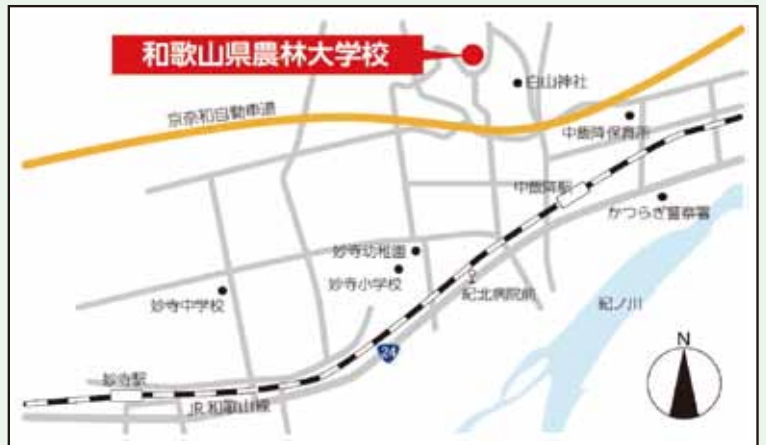 和歌山県農林大学校
白山神社
京奈和自動車道
中飯降保育所
中飯降駅
かつらぎ警察署
妙寺幼稚園
妙寺小学校
紀北病院前
妙寺中学校
紀ノ川
24
N
妙寺駅
JR和歌山線